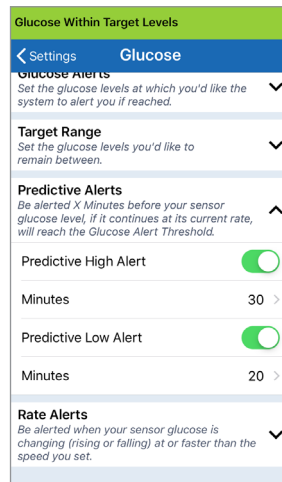 Glucose Within Target Levels
Settings
Glucose
Glucose Alerts
Set the glucose levels at which you'd like the
system to alert you if reached.
Target Range
Set the glucose levels you'd like to
remain between.
Predictive Alerts
Be alerted X Minutes before your sensor
glucose level, if it continues at its current rate,
will reach the Glucose Alert Threshold.
Predictive High Alert
Minutes 30
Predictive Low Alert
Minutes 20
Rate Alerts
Be alerted when your sensor glucose is
changing (rising or falling) at or faster than the
speed you set.